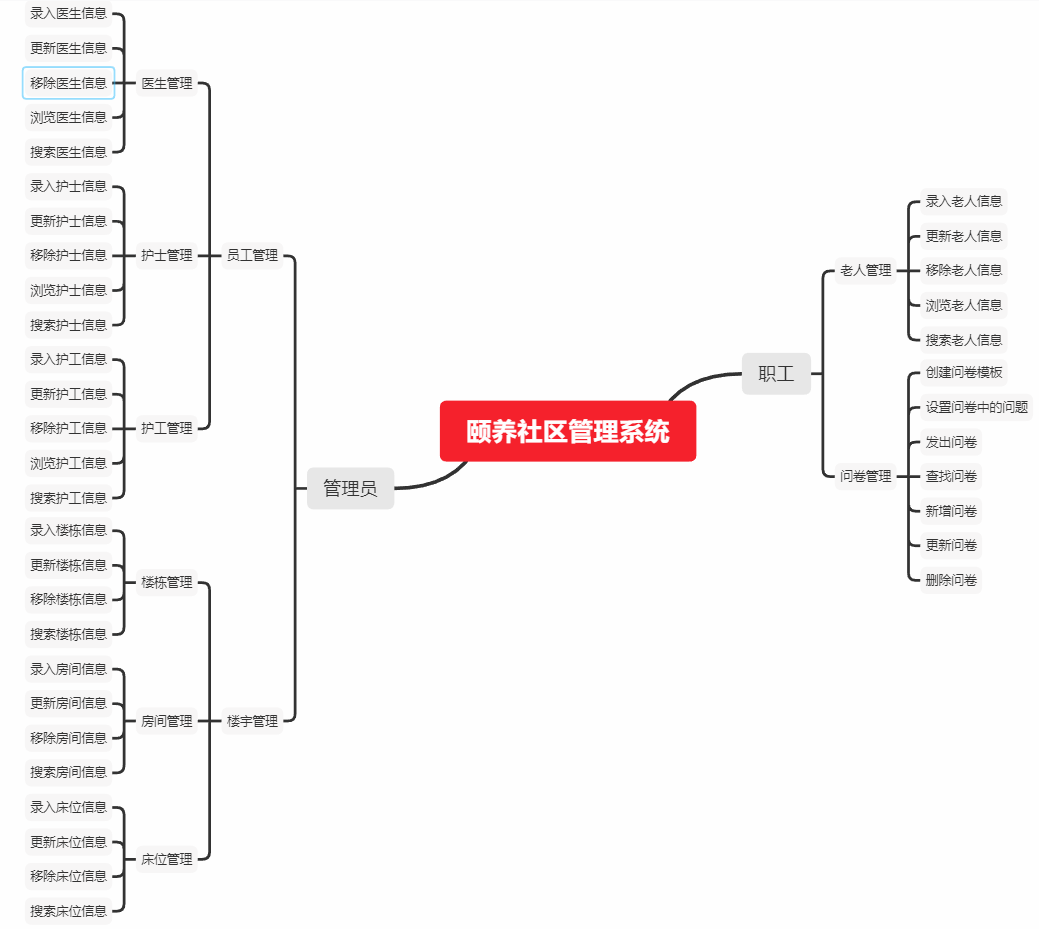 录入医生信息
更新医生信息
移除医生信息
浏览医生信息
搜索医生信息
医生管理
录入护士信息
更新护士信息
移除护士信息
浏览护士信息
搜索护士信息
护士管理
录入护工信息
更新护工信息
移除护工信息
浏览护工信息
搜索护工信息
护工管理
员工管理
录入楼栋信息
更新楼栋信息
移除楼栋信息
搜索楼栋信息
楼栋管理
录入房间信息
更新房间信息
移除房间信息
搜索房间信息
房间管理
录入床位信息
更新床位信息
移除床位信息
搜索床位信息
床位管理
楼宇管理
管理员
颐养社区管理系统
职工
老人管理
录入老人信息
更新老人信息
移除老人信息
浏览老人信息
搜索老人信息
问卷管理
创建问卷模板
设置问卷中的问题
发出问卷
查找问卷
新增问卷
更新问卷
删除问卷